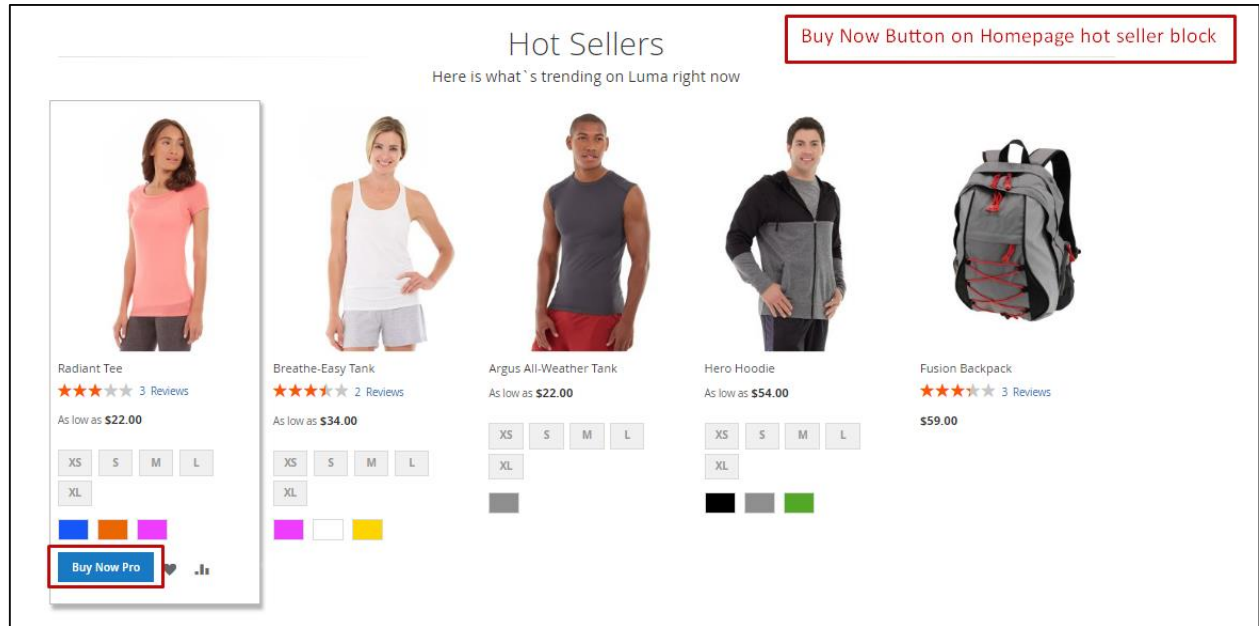 Hot Sellers
Buy Now Button on Homepage hot seller block
Here is what`s trending on Luma right now
Radiant Tee
3 Reviews
As low as $22.00
XS S M L
XL
Buy Now Pro
Breathe-Easy Tank
2 Reviews
As low as $34.00
XS S M L
XL
Argus All-Weather Tank
As low as $22.00
XS S M L
XL
Hero Hoodie
As low as $54.00
XS S M L
XL
Fusion Backpack
3 Reviews
$59.00